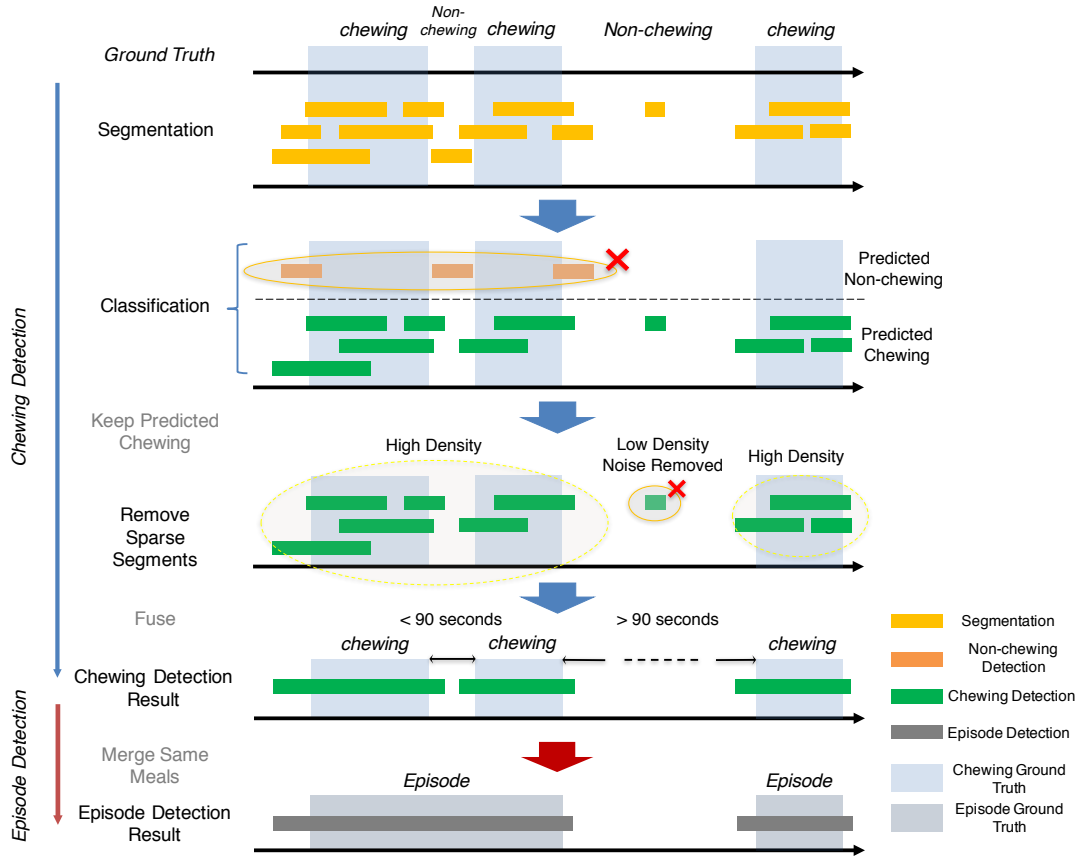 Non-
chewing
chewing
chewing
Non-chewing
chewing
Ground Truth
Segmentation
Predicted
Non-chewing
Classification
Predicted
Chewing
Chewing Detection
Keep Predicted
Chewing
High Density
Low Density
Noise Removed
High Density
Remove
Sparse
Segments
Fuse
< 90 seconds
> 90 seconds
chewing
chewing
chewing
Chewing Detection
Result
Episode Detection
Merge Same
Meals
Episode
Episode
Episode Detection
Result
Segmentation
Non-chewing
Detection
Chewing Detection
Episode Detection
Chewing Ground
Truth
Episode Ground
Truth